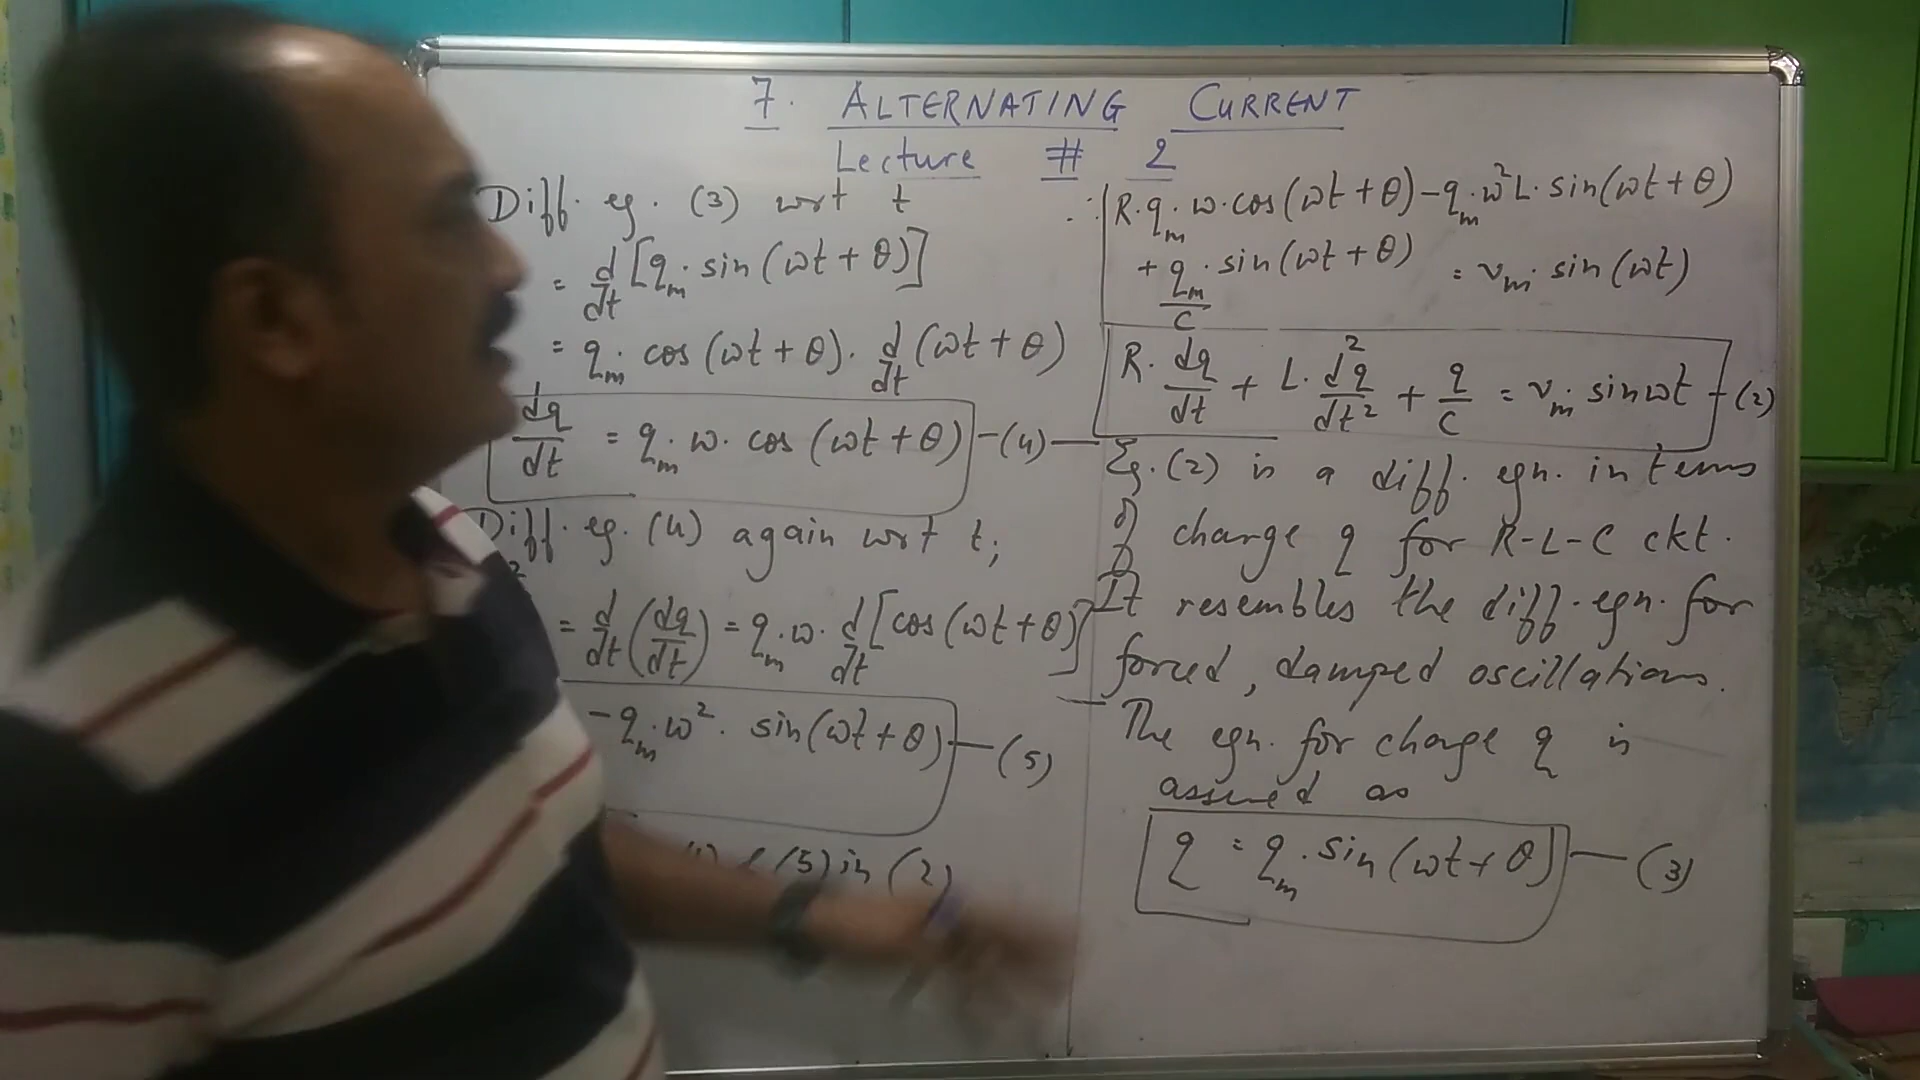 7. ALTERNATING CURRENT
Lecture # 2
Diff. eq. (3) wrt t
= d/dt [qm. sin (ωt + θ)]
= qm. cos (ωt + θ). d/dt (ωt + θ)
dq/dt = qm. ω. cos (ωt + θ) — (4)
Diff. eq. (4) again wrt t;
= d/dt (dq/dt) = qm. ω. d/dt [cos (ωt + θ)]
- qm. ω². sin(ωt + θ) — (5)
(5) in (2)
∴ R. qm. ω. cos(ωt + θ) - qm. ω² L. sin(ωt + θ)
+ qm/C . sin(ωt + θ) = vm. sin (ωt)
R. dq/dt + L. d²q/dt² + q/C = vm. sin ωt — (2)
Eq. (2) is a diff. eqn. in terms
of charge q for R-L-C ckt.
It resembles the diff. eqn. for
forced, damped oscillations.
The eqn. for charge q is
assumed as
q = qm. sin (ωt + θ) — (3)